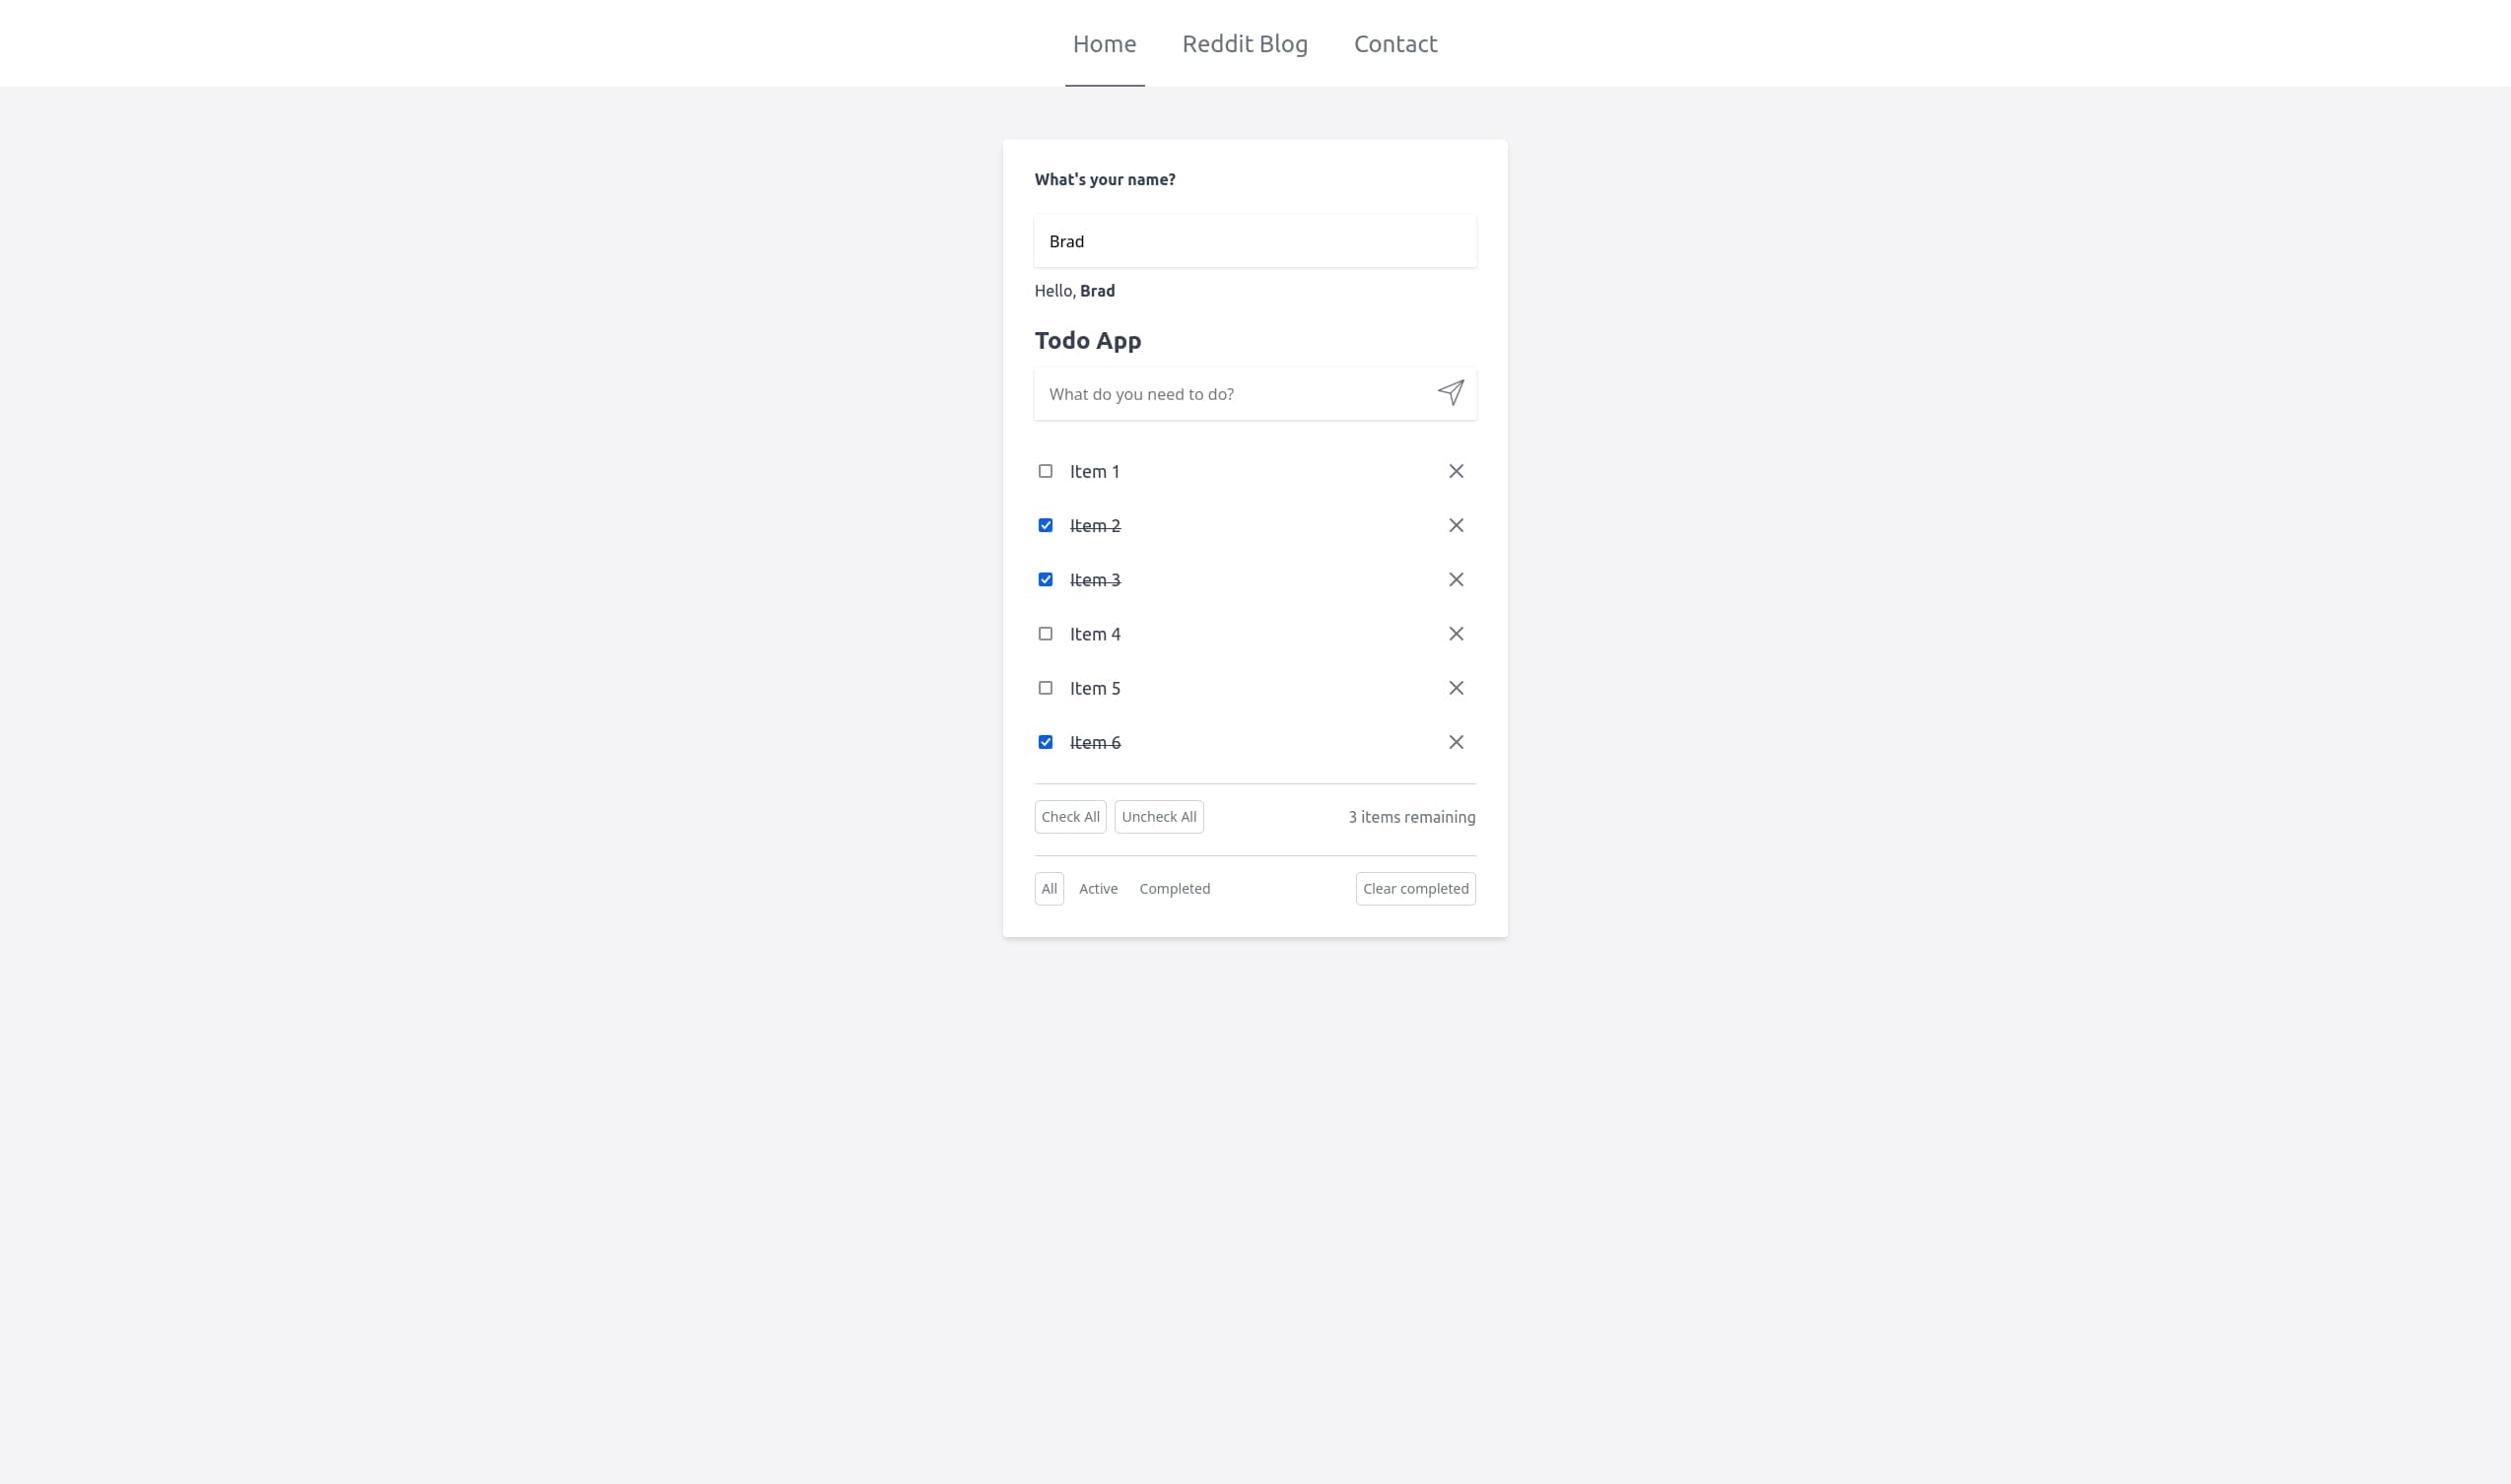 Home Reddit Blog Contact
What's your name?
Brad
Hello, Brad
Todo App
What do you need to do?
Item 1
Item 2
Item 3
Item 4
Item 5
Item 6
Check All Uncheck All 3 items remaining
All Active Completed Clear completed